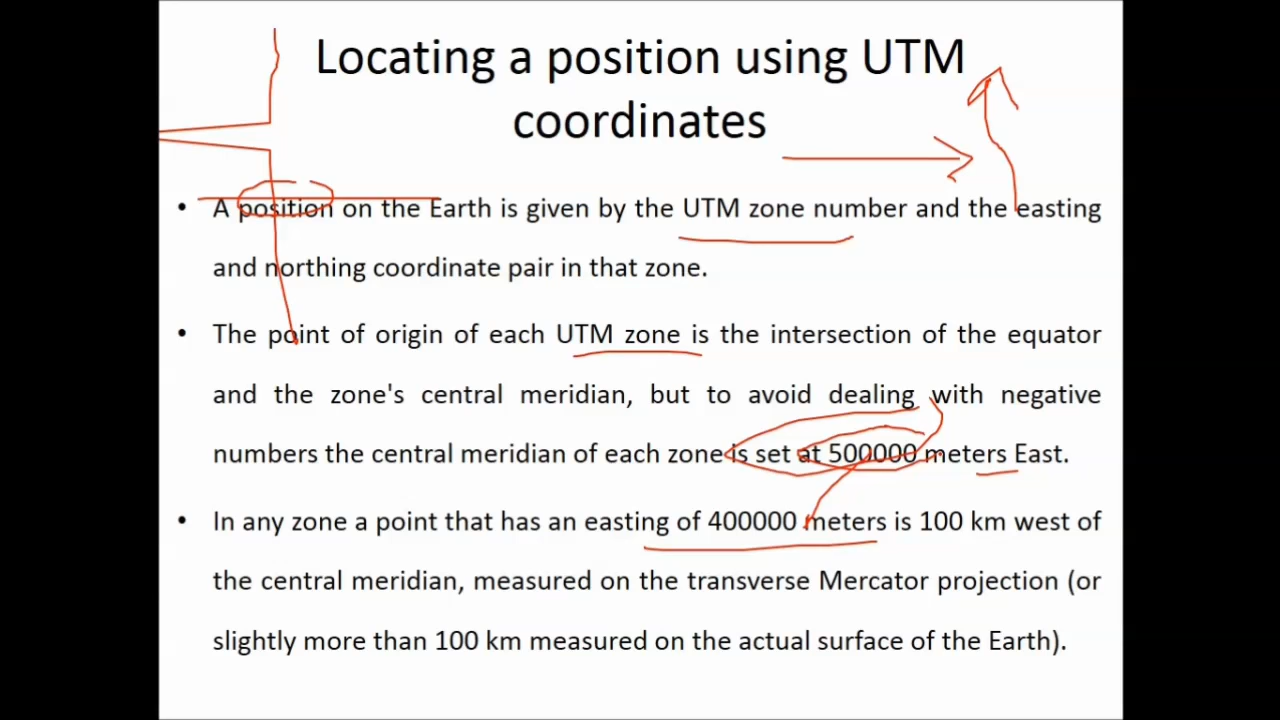 Locating a position using UTM
coordinates
• A position on the Earth is given by the UTM zone number and the easting
and northing coordinate pair in that zone.
• The point of origin of each UTM zone is the intersection of the equator
and the zone's central meridian, but to avoid dealing with negative
numbers the central meridian of each zone is set at 500000 meters East.
• In any zone a point that has an easting of 400000 meters is 100 km west of
the central meridian, measured on the transverse Mercator projection (or
slightly more than 100 km measured on the actual surface of the Earth).